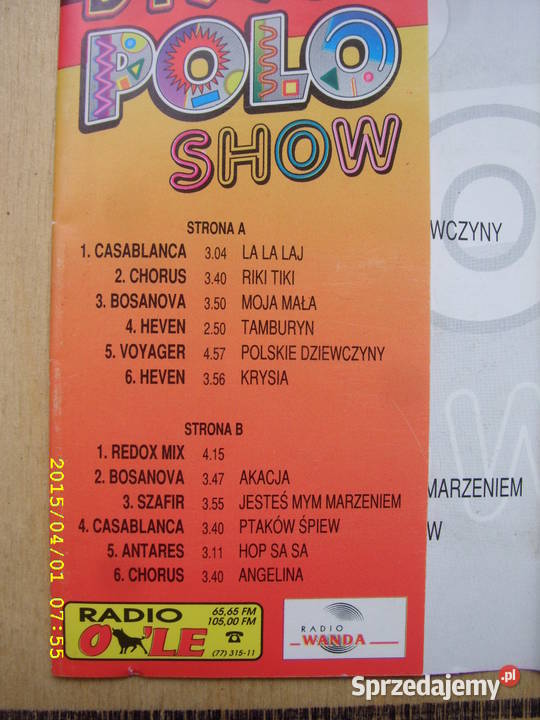 POLO
SHOW
STRONA A
1. CASABLANCA 3.04 LA LA LAJ
2. CHORUS 3.40 RIKI TIKI
3. BOSANOVA 3.50 MOJA MAŁA
4. HEVEN 2.50 TAMBURYN
5. VOYAGER 4.57 POLSKIE DZIEWCZYNY
6. HEVEN 3.56 KRYSIA
STRONA B
1. REDOX MIX 4.15
2. BOSANOVA 3.47 AKACJA
3. SZAFIR 3.55 JESTEŚ MYM MARZENIEM
4. CASABLANCA 3.40 PTAKÓW ŚPIEW
5. ANTARES 3.11 HOP SA SA
6. CHORUS 3.40 ANGELINA
RADIO
O'LE
65,65 FM
105,00 FM
(77) 315-11
RADIO
WANDA
WCZYNY
MARZENIEM
W
2015/04/01 07:55
Sprzedajemy.pl